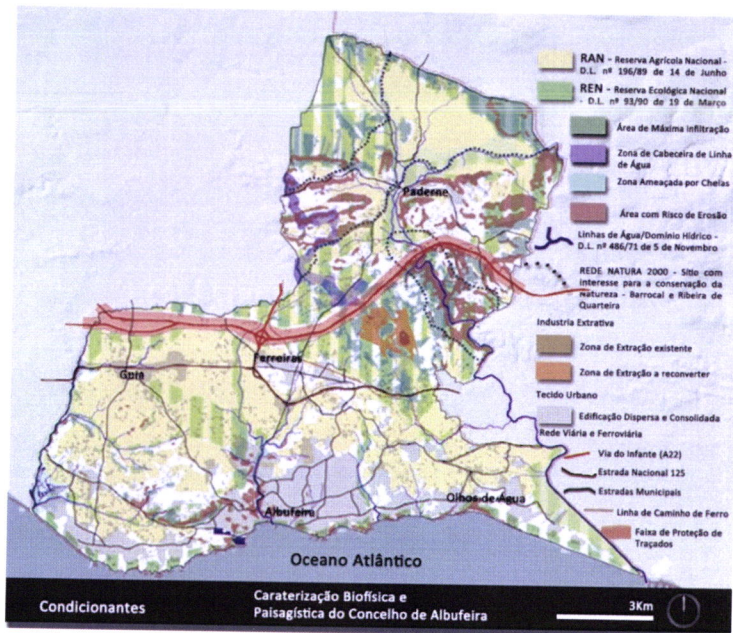 RAN - Reserva Agrícola Nacional -
D.L. nº 196/89 de 14 de Junho
REN - Reserva Ecológica Nacional
- D.L. nº 93/90 de 19 de Março
Área de Máxima Infiltração
Zona de Cabeceira de Linha
de Água
Zona Ameaçada por Cheias
Área com Risco de Erosão
Linhas de Água/Domínio Hídrico -
D.L. nº 486/71 de 5 de Novembro
REDE NATURA 2000 - Sítio com
interesse para a conservação da
Natureza - Barrocal e Ribeira de
Quarteira
Industria Extrativa
Zona de Extração existente
Zona de Extração a reconverter
Tecido Urbano
Edificação Dispersa e Consolidada
Rede Viária e Ferroviária
Via do Infante (A22)
Estrada Nacional 125
Estradas Municipais
Linha de Caminho de Ferro
Faixa de Proteção de
Traçados
Paderne
Ferreiras
Guia
Albufeira
Olhos de Água
Oceano Atlântico
Condicionantes
Caraterização Biofísica e
Paisagística do Concelho de Albufeira
3Km